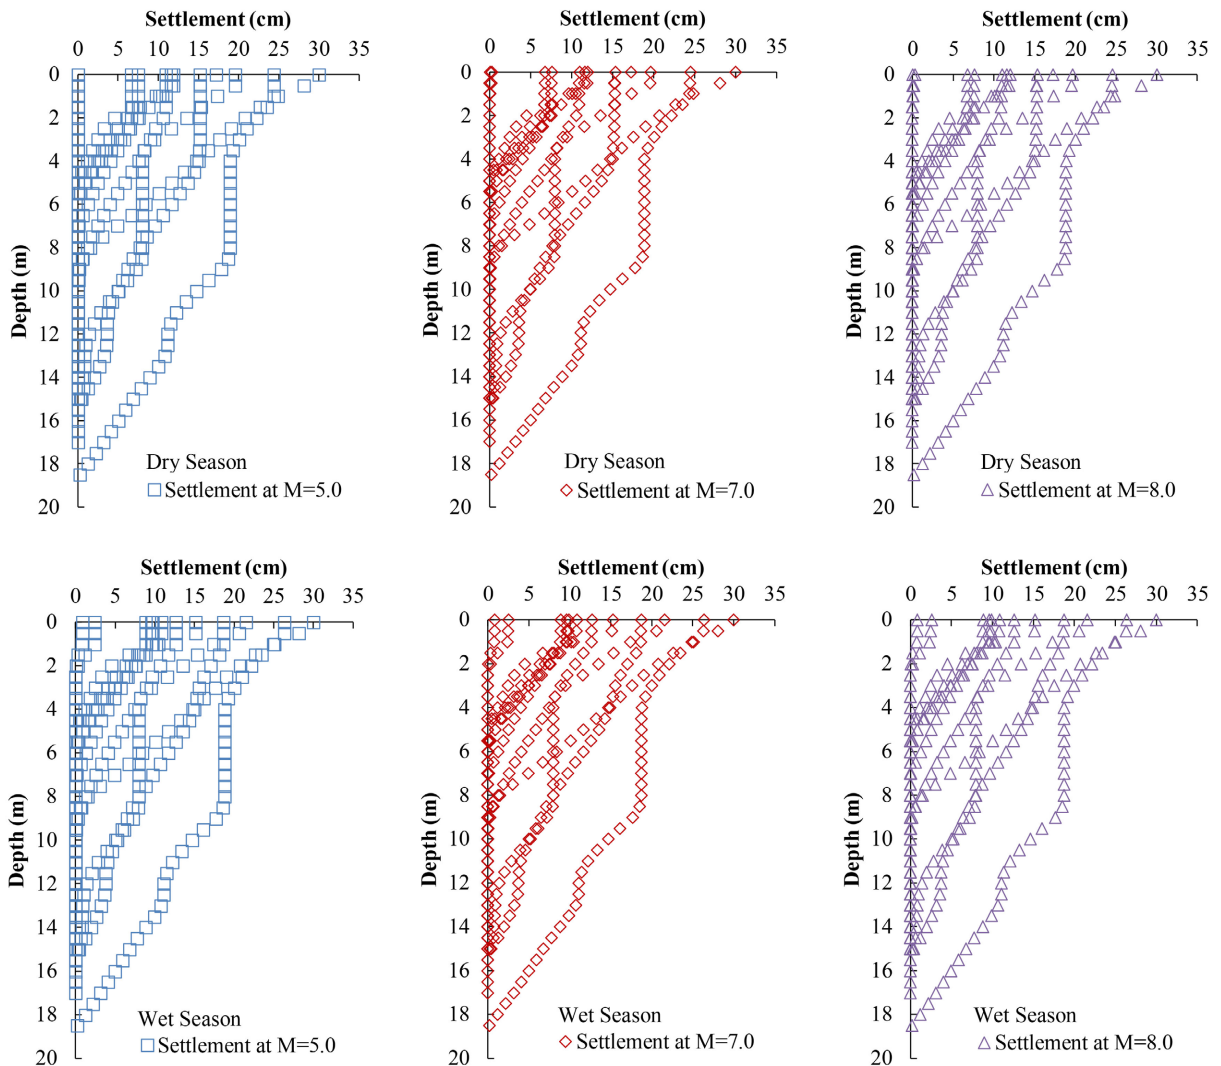 Settlement (cm)
0 5 10 15 20 25 30 35
0
2
4
6
8
10
12
14
16
18
20
Depth (m)
Dry Season
Settlement at M=5.0
Settlement (cm)
0 5 10 15 20 25 30 35
0
2
4
6
8
10
12
14
16
18
20
Depth (m)
Dry Season
Settlement at M=7.0
Settlement (cm)
0 5 10 15 20 25 30 35
0
2
4
6
8
10
12
14
16
18
20
Depth (m)
Dry Season
Settlement at M=8.0
Settlement (cm)
0 5 10 15 20 25 30 35
0
2
4
6
8
10
12
14
16
18
20
Depth (m)
Wet Season
Settlement at M=5.0
Settlement (cm)
0 5 10 15 20 25 30 35
0
2
4
6
8
10
12
14
16
18
20
Depth (m)
Wet Season
Settlement at M=7.0
Settlement (cm)
0 5 10 15 20 25 30 35
0
2
4
6
8
10
12
14
16
18
20
Depth (m)
Wet Season
Settlement at M=8.0